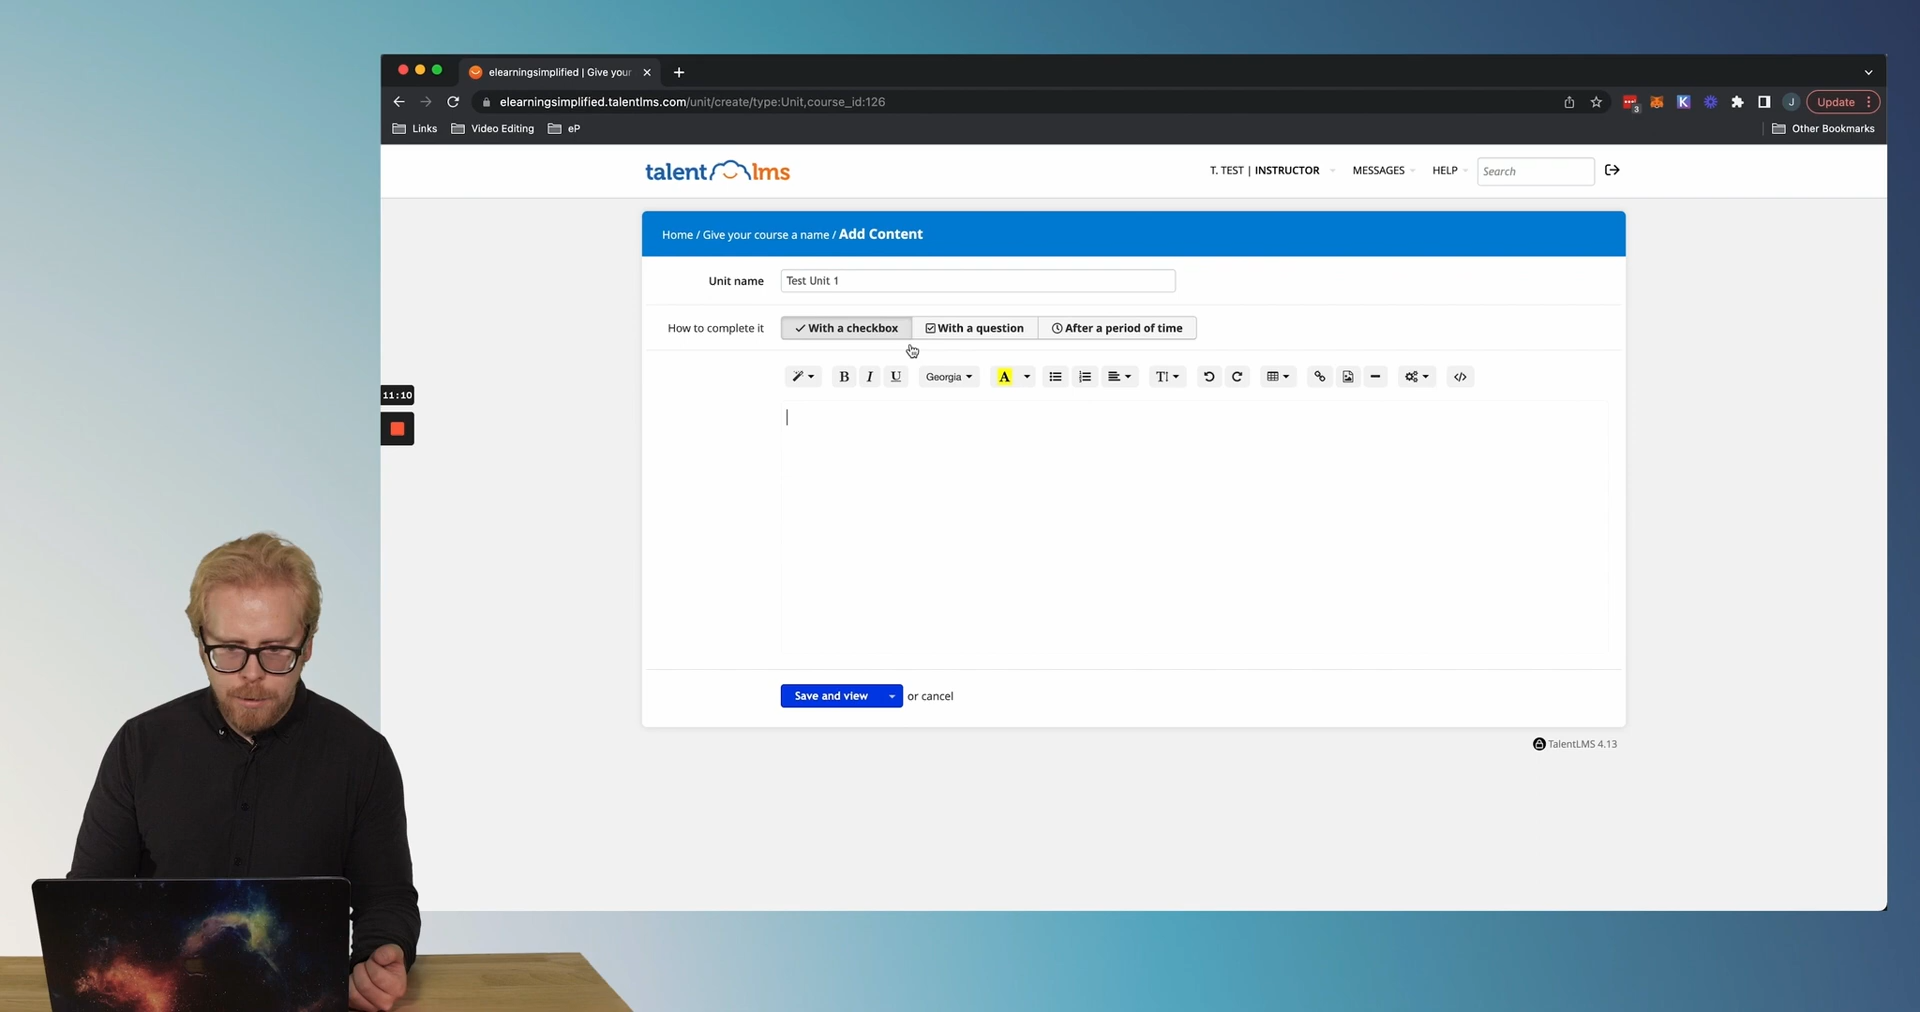 elearningsimplified | Give your
elearningsimplified.talentlms.com/unit/create/type:Unit,course_id:126
3
K
J
Update
Links
Video Editing
eP
Other Bookmarks
talentlms
T. TEST | INSTRUCTOR
MESSAGES
HELP
Search
Home / Give your course a name / Add Content
Unit name
Test Unit 1
How to complete it
With a checkbox
With a question
After a period of time
B
I
U
Georgia
A
11:10
Save and view
or cancel
TalentLMS 4.13